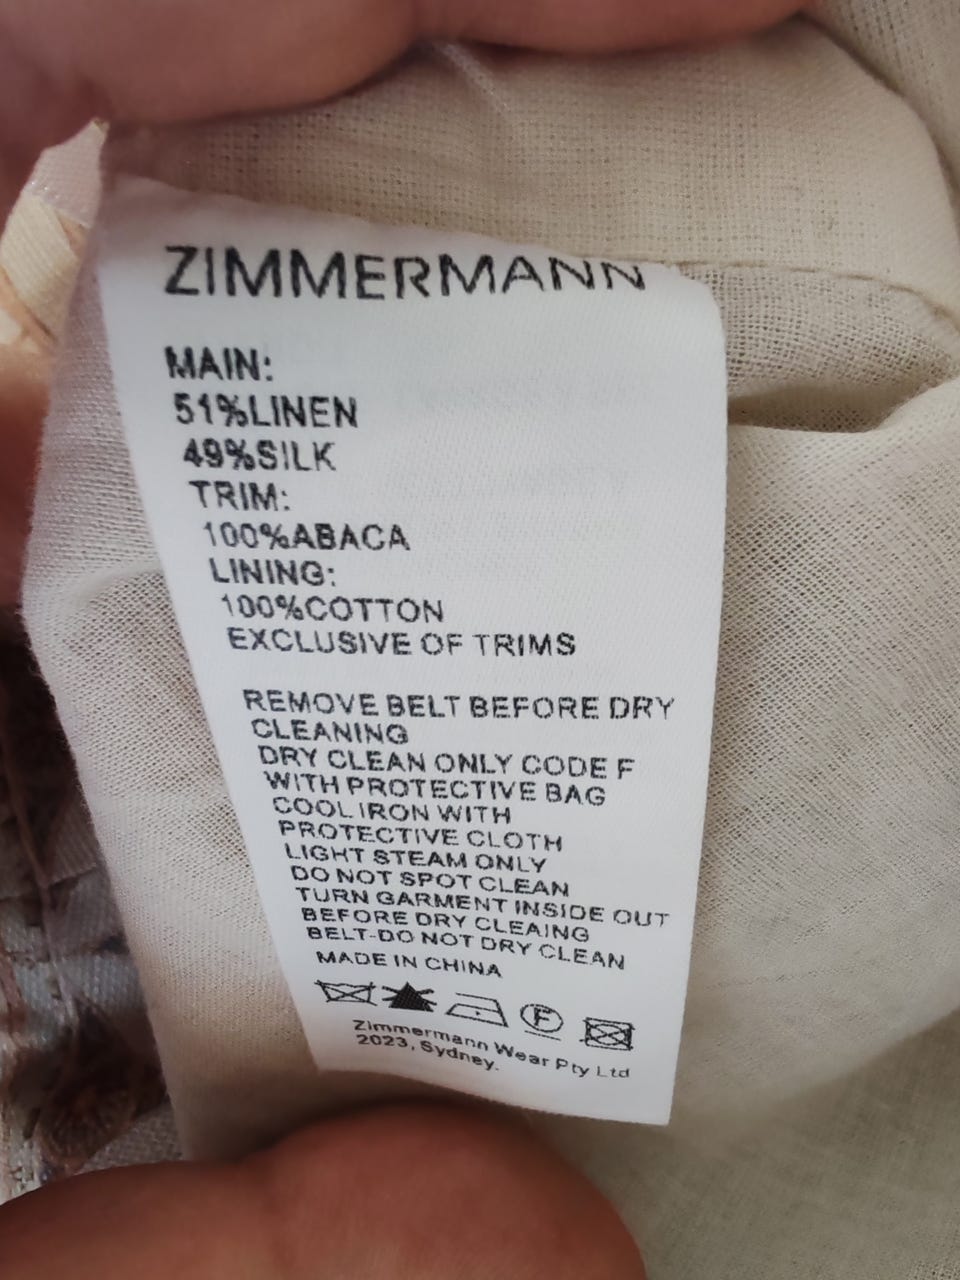 ZIMMERMANN
MAIN:
51%LINEN
49%SILK
TRIM:
100%ABACA
LINING:
100%COTTON
EXCLUSIVE OF TRIMS
REMOVE BELT BEFORE DRY
CLEANING
DRY CLEAN ONLY CODE F
WITH PROTECTIVE BAG
COOL IRON WITH
PROTECTIVE CLOTH
LIGHT STEAM ONLY
DO NOT SPOT CLEAN
TURN GARMENT INSIDE OUT
BEFORE DRY CLEAING
BELT-DO NOT DRY CLEAN
MADE IN CHINA
F
Zimmermann Wear Pty Ltd
2023, Sydney.